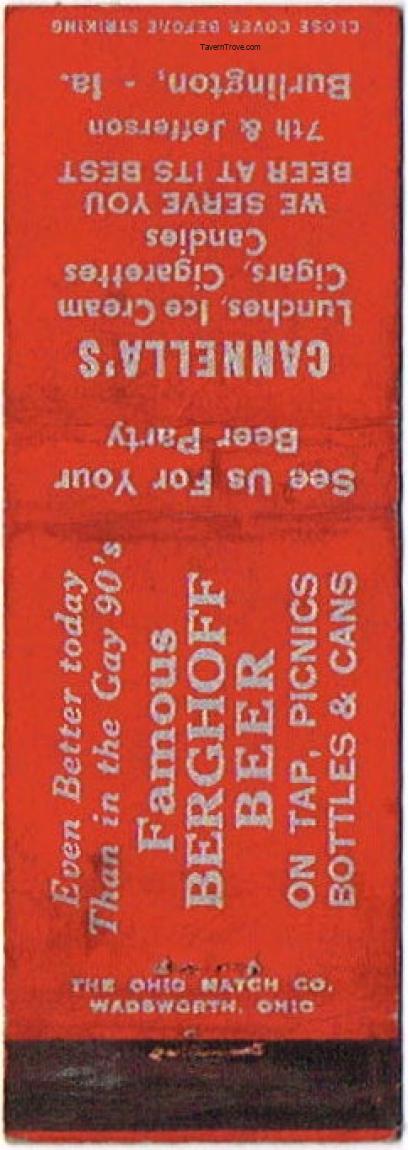 CLOSE COVER BEFORE STRIKING
TavernTrove.com
See Us For Your
Beer Party
CANNELLA'S
Lunches, Ice Cream
Cigars, Cigarettes
Candies
WE SERVE YOU
BEER AT ITS BEST
7th & Jefferson
Burlington, - Ia.
Even Better today
Than in the Gay 90's
Famous
BERGHOFF
BEER
ON TAP, PICNICS
BOTTLES & CANS
THE OHIO MATCH CO.
WADSWORTH, OHIO